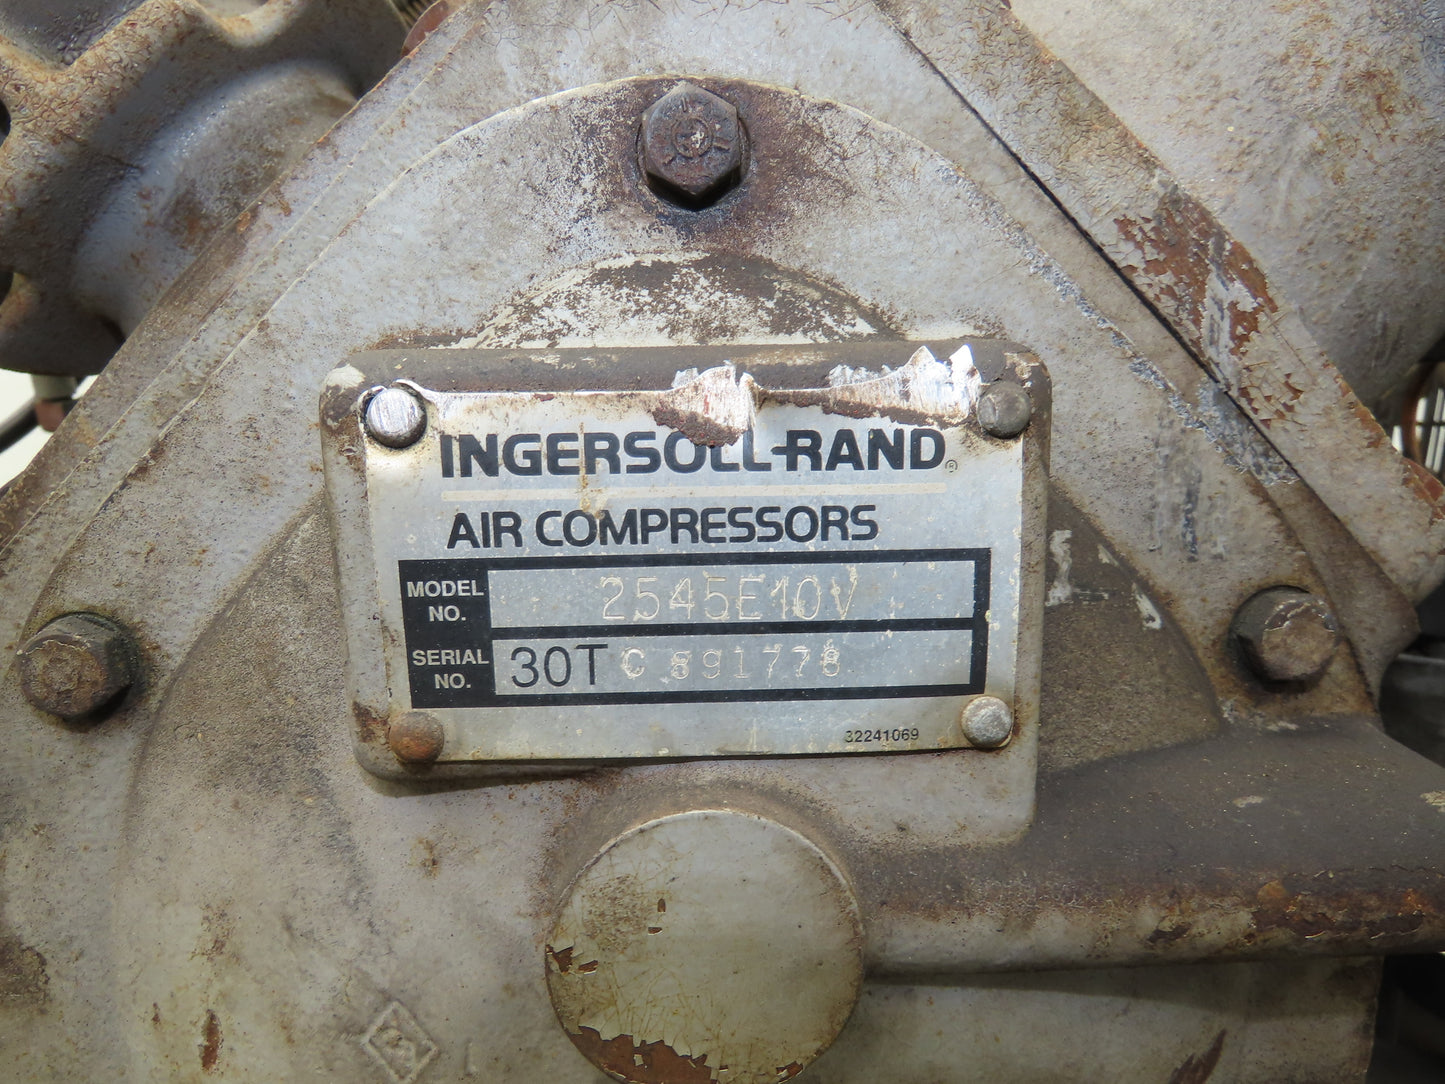 INGERSOLL-RAND®
AIR COMPRESSORS
MODEL NO. 2545E10V
SERIAL NO. 30T C 891778
32241069